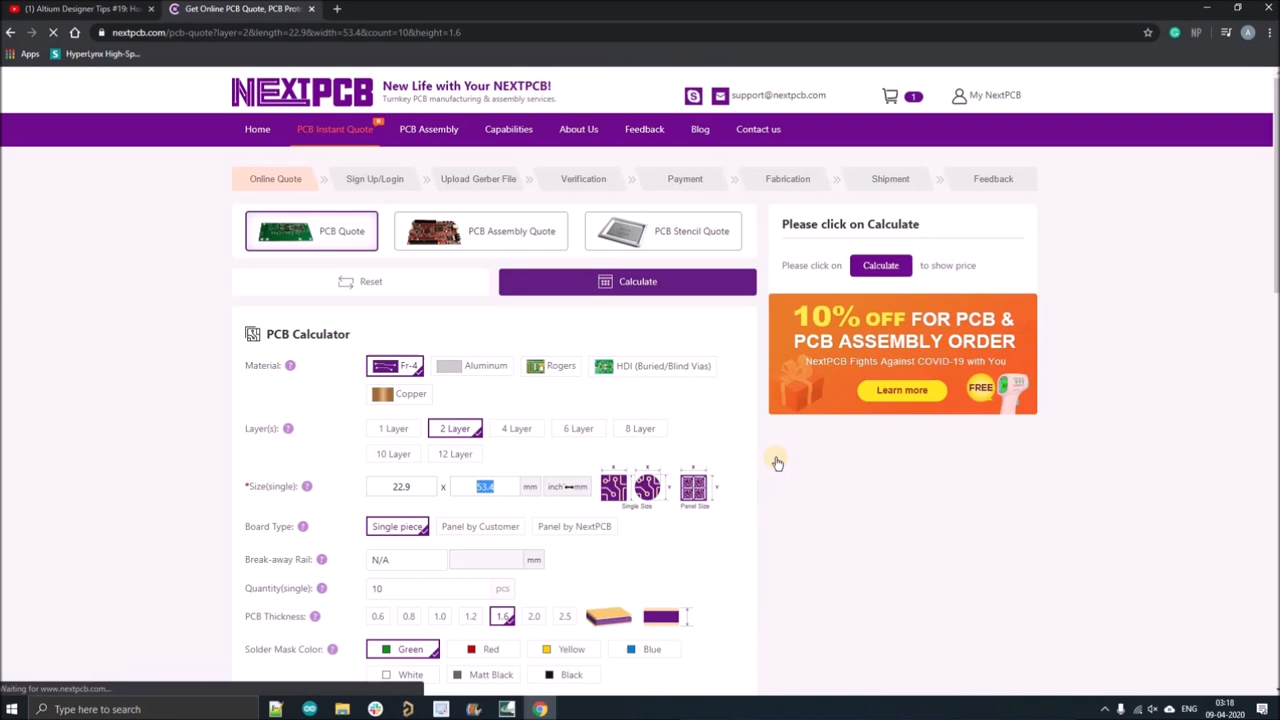 (1) Altium Designer Tips #19: Ho
Get Online PCB Quote, PCB Proto
nextpcb.com/pcb-quote?layer=2&length=22.9&width=53.4&count=10&height=1.6
NP
A
Apps
HyperLynx High-Sp...
NEXTPCB
New Life with Your NEXTPCB!
Turnkey PCB manufacturing & assembly services.
support@nextpcb.com
1
My NextPCB
Home
PCB Instant Quote
PCB Assembly
Capabilities
About Us
Feedback
Blog
Contact us
Online Quote
Sign Up/Login
Upload Gerber File
Verification
Payment
Fabrication
Shipment
Feedback
PCB Quote
PCB Assembly Quote
PCB Stencil Quote
Please click on Calculate
Please click on Calculate to show price
Reset
Calculate
10% OFF FOR PCB &
PCB ASSEMBLY ORDER
NextPCB Fights Against COVID-19 with You
Learn more
FREE
PCB Calculator
Material: ?
Fr-4
Aluminum
Rogers
HDI (Buried/Blind Vias)
Copper
Layer(s): ?
1 Layer
2 Layer
4 Layer
6 Layer
8 Layer
10 Layer
12 Layer
*Size(single): ?
22.9 x 53.4 mm
inch↔mm
Single Size
Panel Size
Board Type: ?
Single piece
Panel by Customer
Panel by NextPCB
Break-away Rail: ?
N/A
mm
Quantity(single): ?
10
pcs
PCB Thickness: ?
0.6
0.8
1.0
1.2
1.6
2.0
2.5
Solder Mask Color: ?
Green
Red
Yellow
Blue
White
Matt Black
Black
Waiting for www.nextpcb.com...
Type here to search
ENG
03:18
09-04-2020